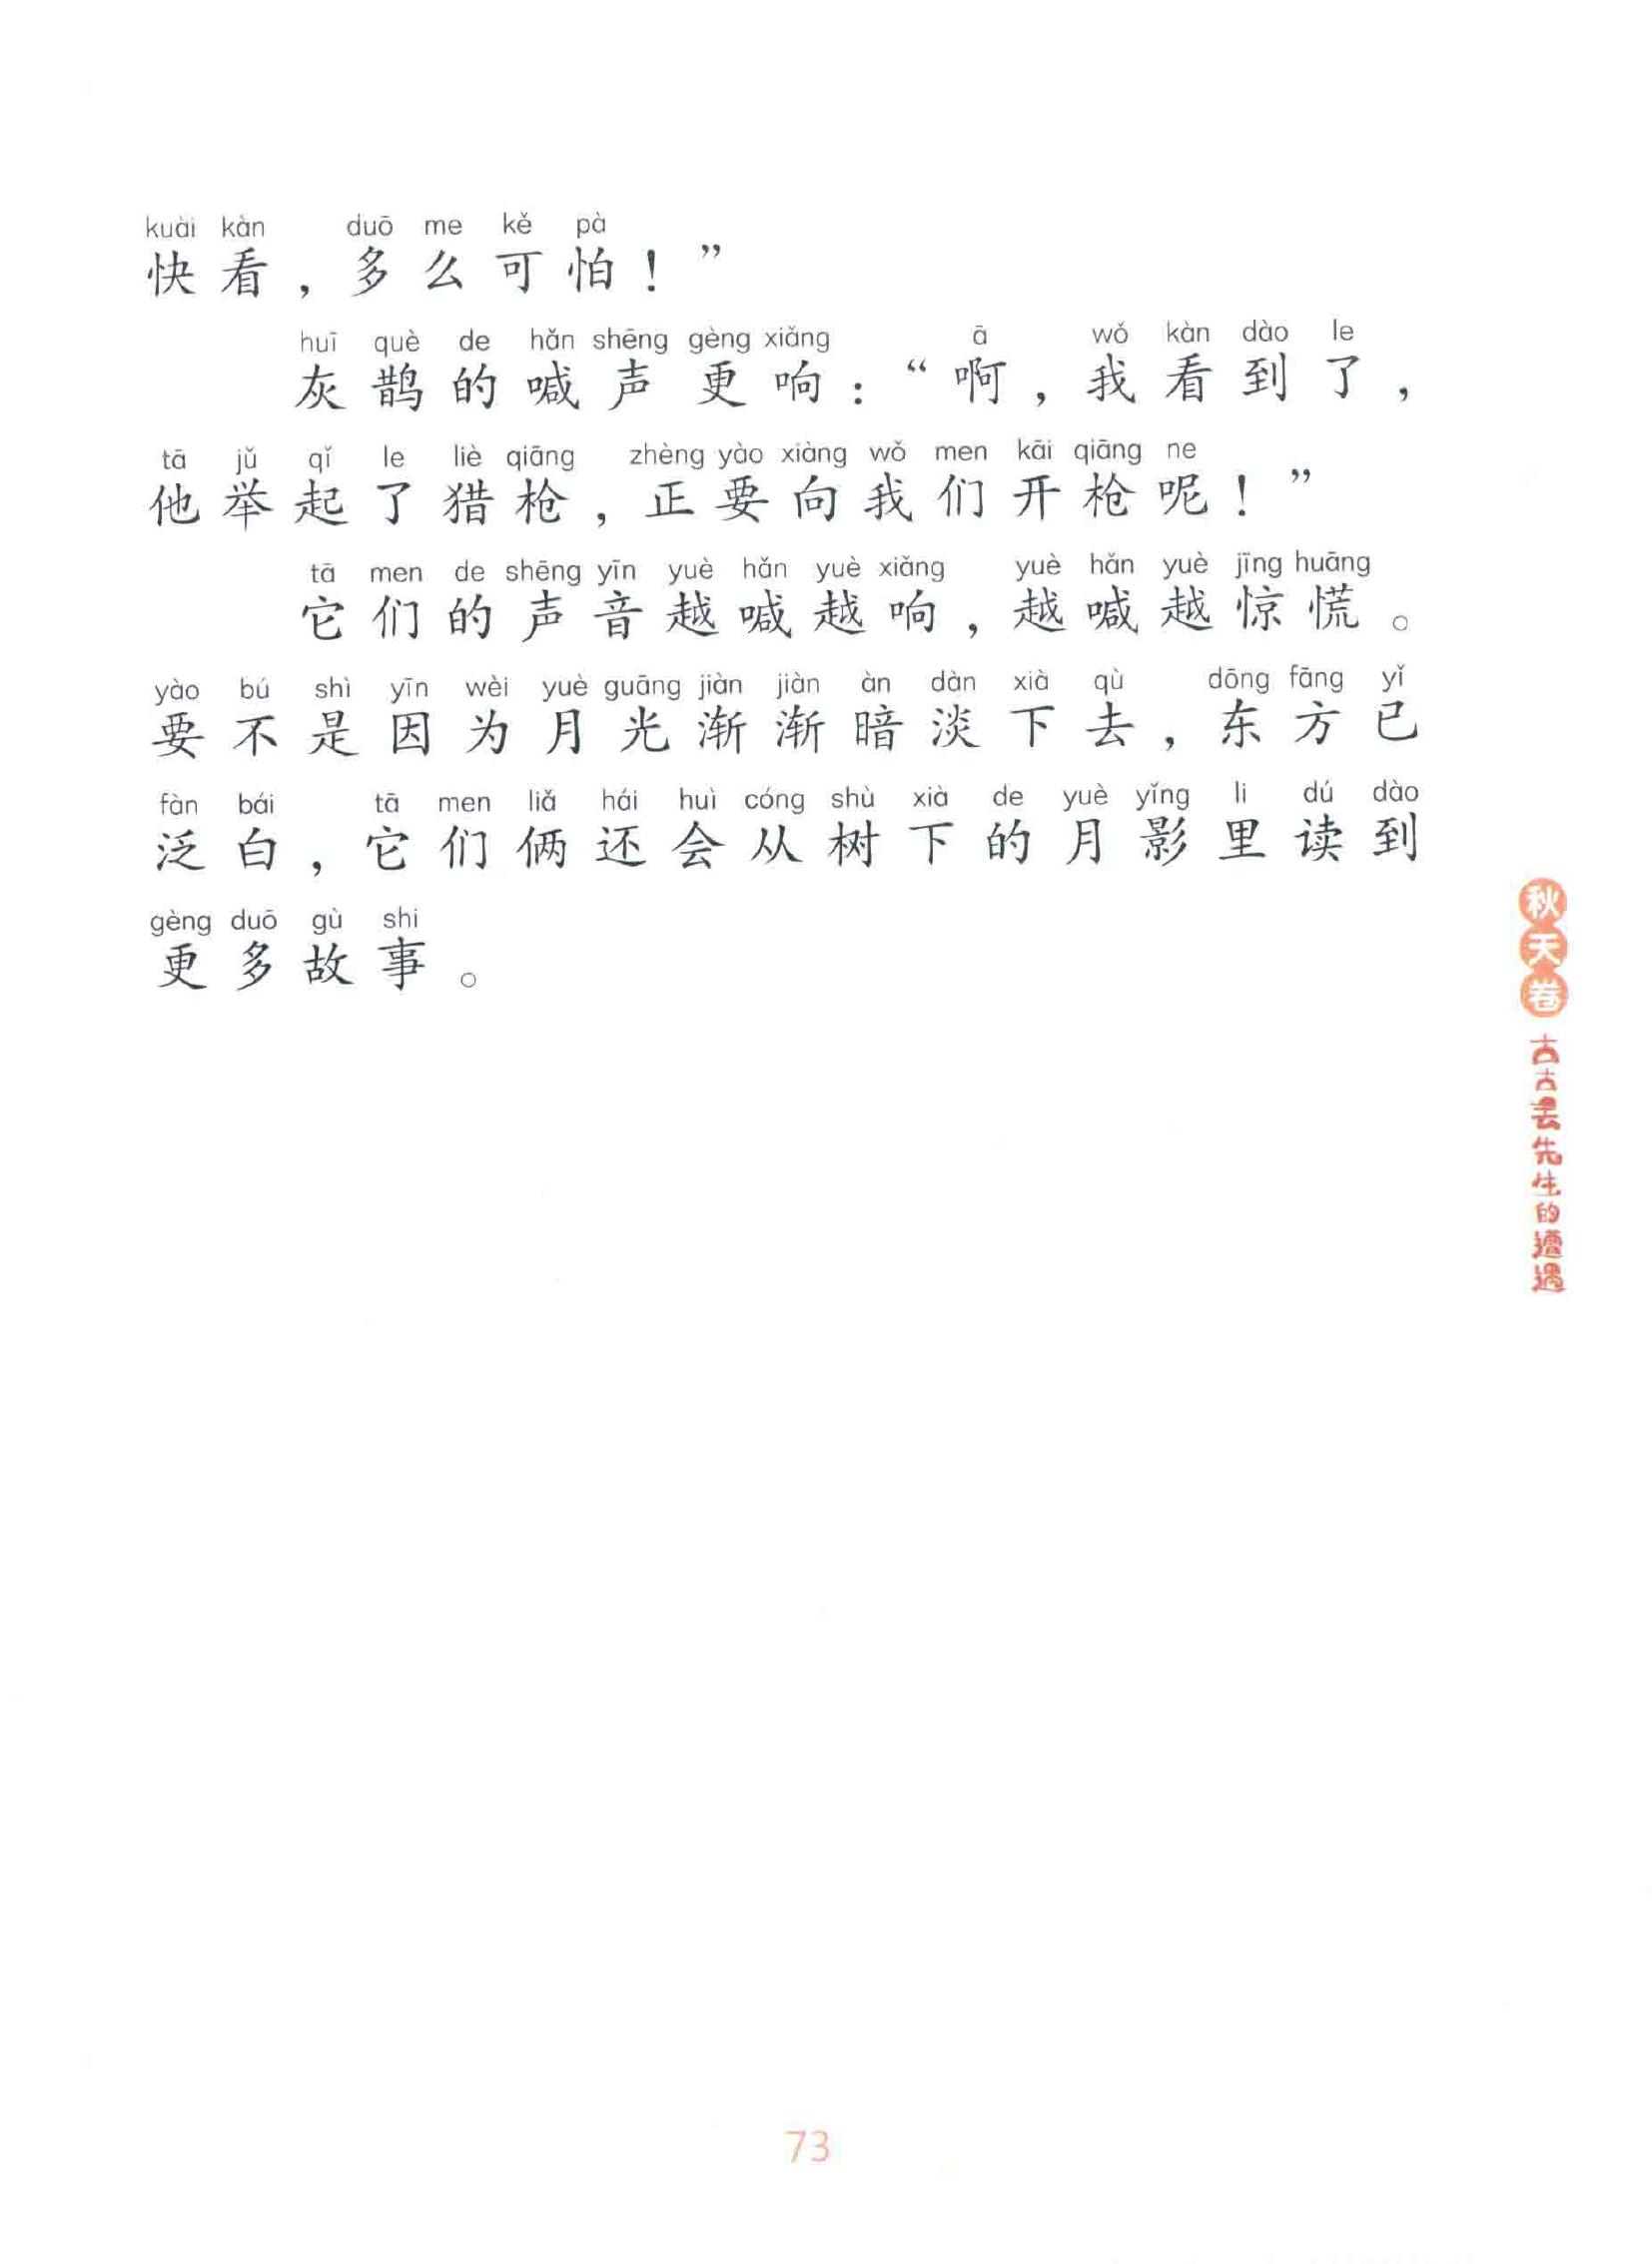 kuài kàn duō me kě pà
快看，多么可怕！”
huī què de hǎn shēng gèng xiǎng ā wǒ kàn dào le
灰鹊的喊声更响：“啊，我看到了，
tā jǔ qǐ le liè qiāng zhèng yào xiàng wǒ men kāi qiāng ne
他举起了猎枪，正要向我们开枪呢！”
tā men de shēng yīn yuè hǎn yuè xiǎng yuè hǎn yuè jīng huāng
它们的声音越喊越响，越喊越惊慌。
yào bú shì yīn wèi yuè guāng jiàn jiàn àn dàn xià qù dōng fāng yǐ
要不是因为月光渐渐暗淡下去，东方已
fàn bái tā men liǎ hái huì cóng shù xià de yuè yǐng li dú dào
泛白，它们俩还会从树下的月影里读到
gèng duō gù shi
更多故事。
秋天卷
古古丢先生的遭遇
73